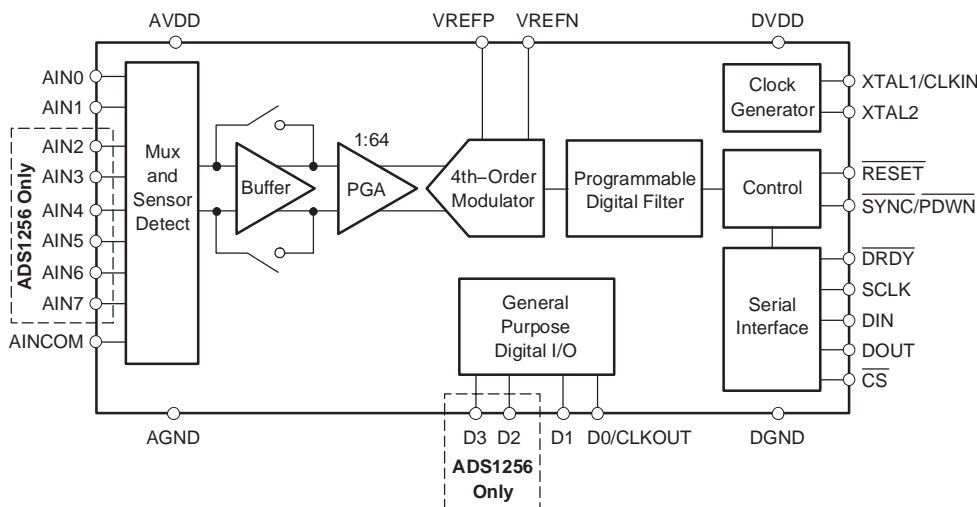 AVDD
VREFP
VREFN
DVDD
AIN0
AIN1
AIN2
AIN3
AIN4
AIN5
AIN6
AIN7
AINCOM
ADS1256 Only
Mux
and
Sensor
Detect
Buffer
1:64
PGA
4th–Order
Modulator
Programmable
Digital Filter
Clock
Generator
XTAL1/CLKIN
XTAL2
Control
RESET
SYNC/PDWN
General
Purpose
Digital I/O
Serial
Interface
DRDY
SCLK
DIN
DOUT
CS
AGND
D3
D2
D1
D0/CLKOUT
DGND
ADS1256
Only